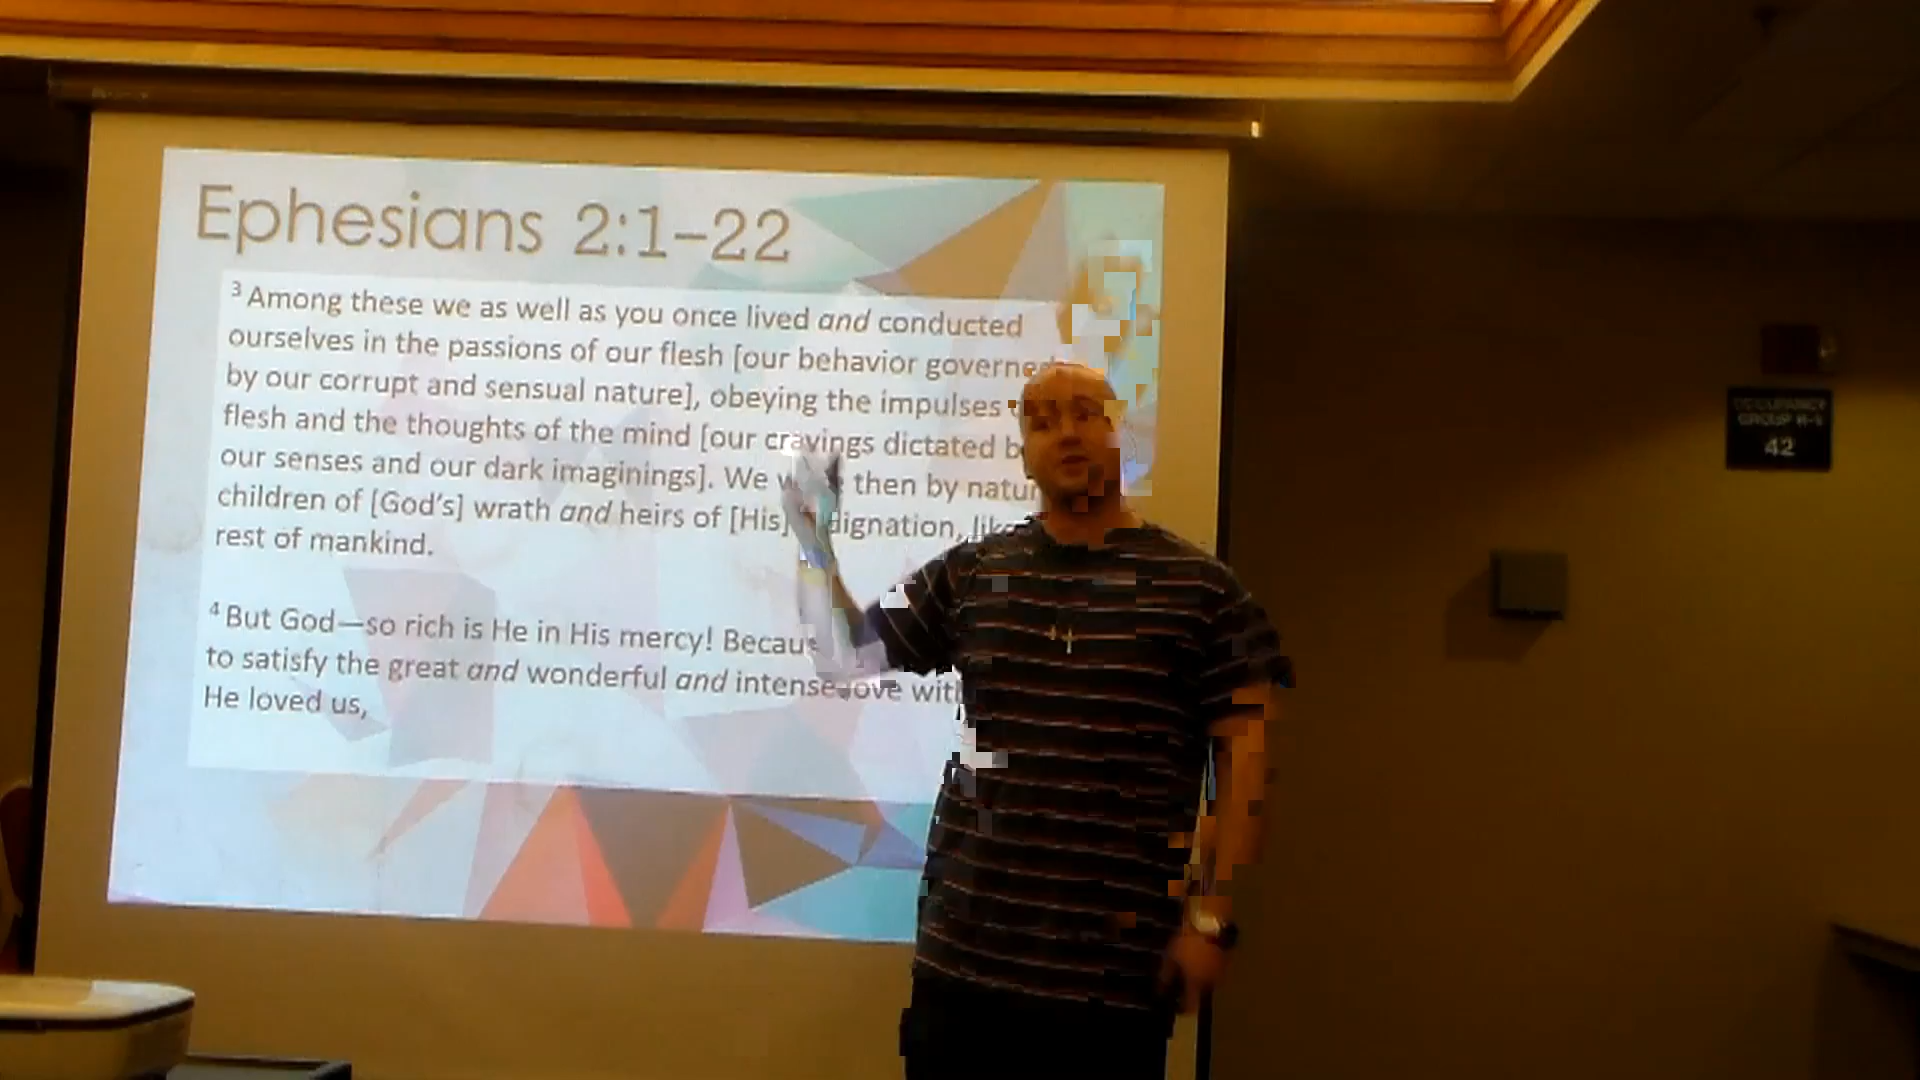 Ephesians 2:1–22
3 Among these we as well as you once lived and conducted
ourselves in the passions of our flesh [our behavior governed
by our corrupt and sensual nature], obeying the impulses
flesh and the thoughts of the mind [our cravings dictated
our senses and our dark imaginings]. We then by
children of [God's] wrath and heirs of [His]
rest of mankind.
4 But God—so rich is He in His mercy!
to satisfy the great and wonderful and intense love
He loved us,
OCCUPANCY
GROUP
42